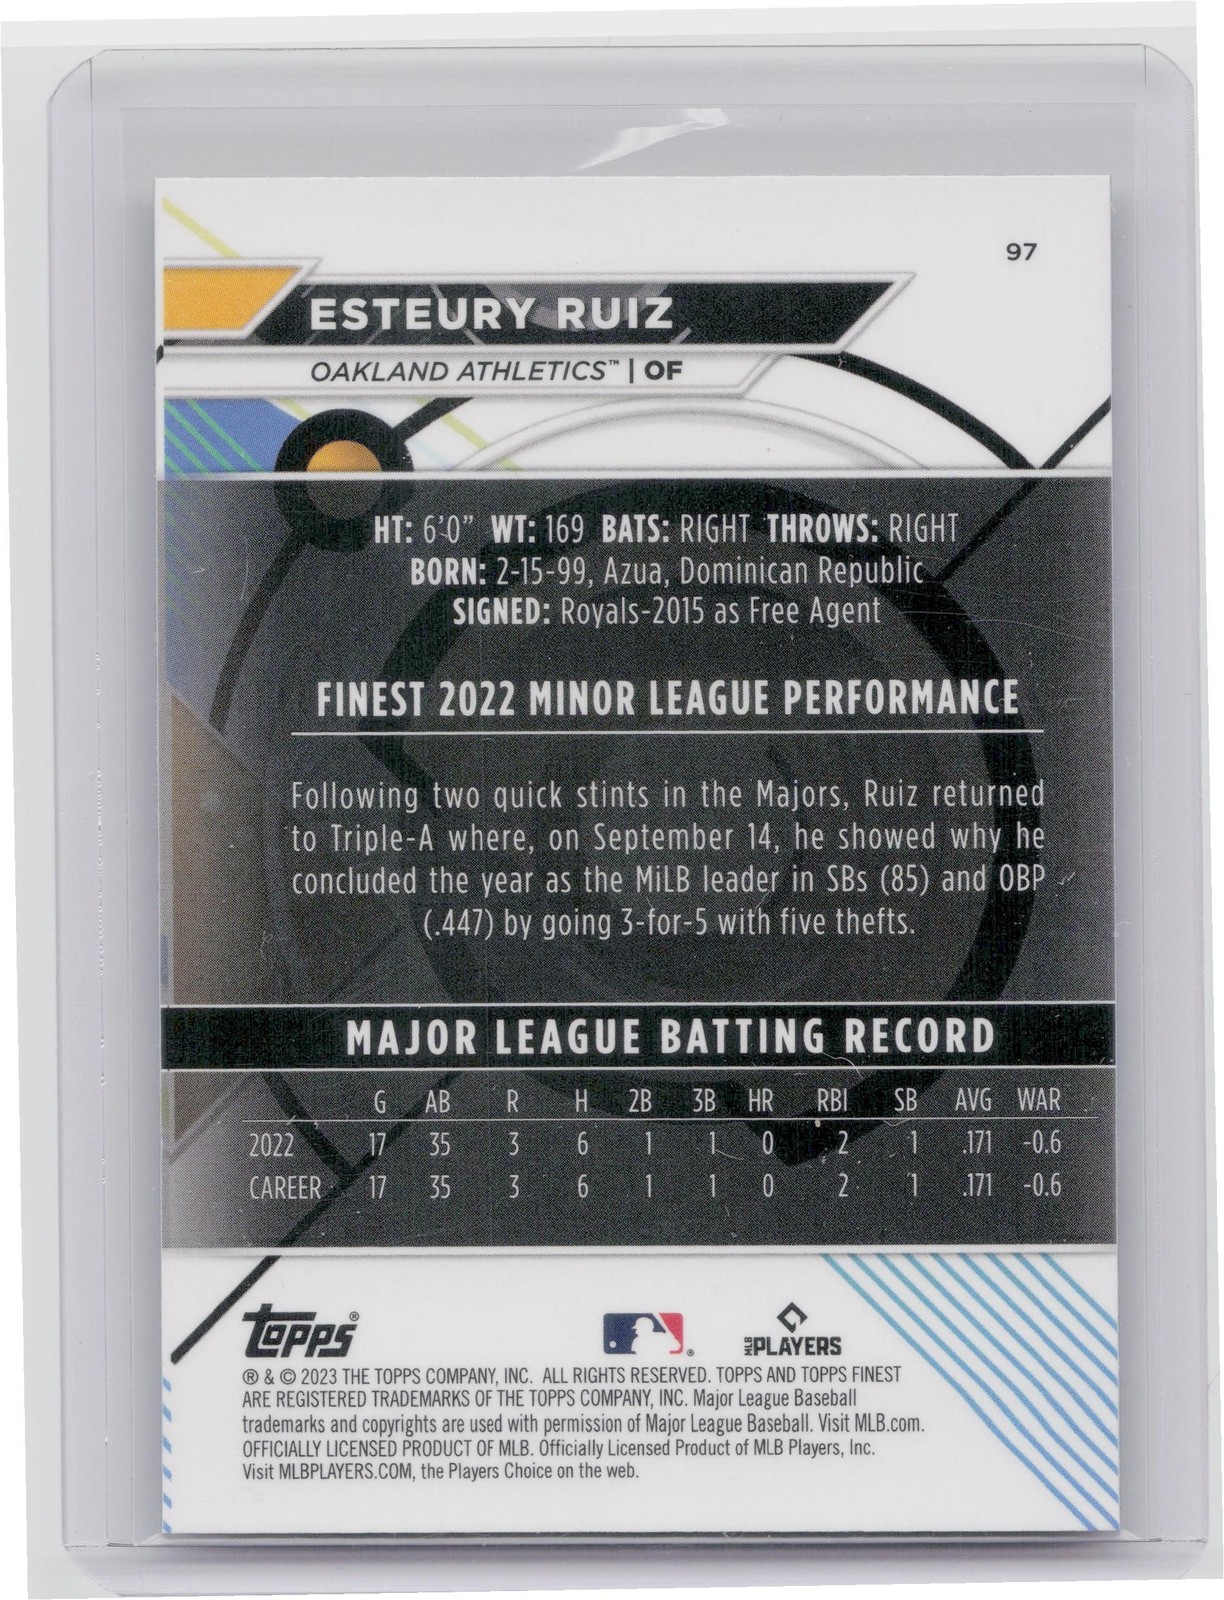 97
ESTEURY RUIZ
OAKLAND ATHLETICS™ | OF
HT: 6'0" WT: 169 BATS: RIGHT THROWS: RIGHT
BORN: 2-15-99, Azua, Dominican Republic
SIGNED: Royals-2015 as Free Agent
FINEST 2022 MINOR LEAGUE PERFORMANCE
Following two quick stints in the Majors, Ruiz returned
to Triple-A where, on September 14, he showed why he
concluded the year as the MiLB leader in SBs (85) and OBP
(.447) by going 3-for-5 with five thefts.
MAJOR LEAGUE BATTING RECORD
G AB R H 2B 3B HR RBI SB AVG WAR
2022 17 35 3 6 1 1 0 2 1 .171 -0.6
CAREER 17 35 3 6 1 1 0 2 1 .171 -0.6
topps®
® MLB PLAYERS
® & © 2023 THE TOPPS COMPANY, INC. ALL RIGHTS RESERVED. TOPPS AND TOPPS FINEST
ARE REGISTERED TRADEMARKS OF THE TOPPS COMPANY, INC. Major League Baseball
trademarks and copyrights are used with permission of Major League Baseball. Visit MLB.com.
OFFICIALLY LICENSED PRODUCT OF MLB. Officially Licensed Product of MLB Players, Inc.
Visit MLBPLAYERS.COM, the Players Choice on the web.